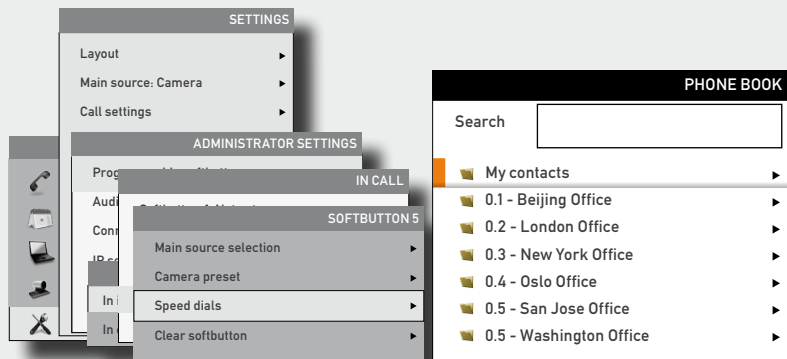 SETTINGS
Layout
Main source: Camera
Call settings
ADMINISTRATOR SETTINGS
IN CALL
SOFTBUTTON 5
Main source selection
Camera preset
Speed dials
Clear softbutton
In
In
PHONE BOOK
Search
My contacts
0.1 - Beijing Office
0.2 - London Office
0.3 - New York Office
0.4 - Oslo Office
0.5 - San Jose Office
0.5 - Washington Office